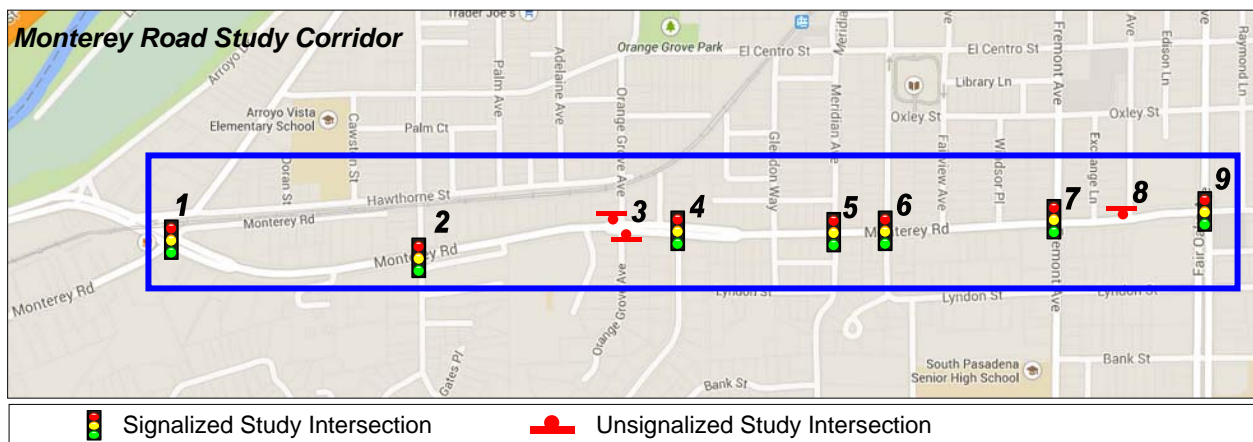 Monterey Road Study Corridor
Trader Joe's
Orange Grove Park
El Centro St
El Centro St
Library Ln
Oxley St
Oxley St
Arroyo Vista
Elementary School
Palm Ct
Cawston St
Doran St
Palm Ave
Adelaine Ave
Orange Grove Ave
Meridian Ave
Glendon Way
Fairview Ave
Windsor Pl
Fremont Ave
Exchange Ln
Edison Ln
Raymond Ln
Hawthorne St
Monterey Rd
Monterey Rd
Monterey Rd
Monterey Rd
1
2
3
4
5
6
7
8
9
Orange Grove Ave
Lyndon St
Lyndon St
Lyndon St
Gates Pl
Bank St
Bank St
South Pasadena
Senior High School
Signalized Study Intersection
Unsignalized Study Intersection